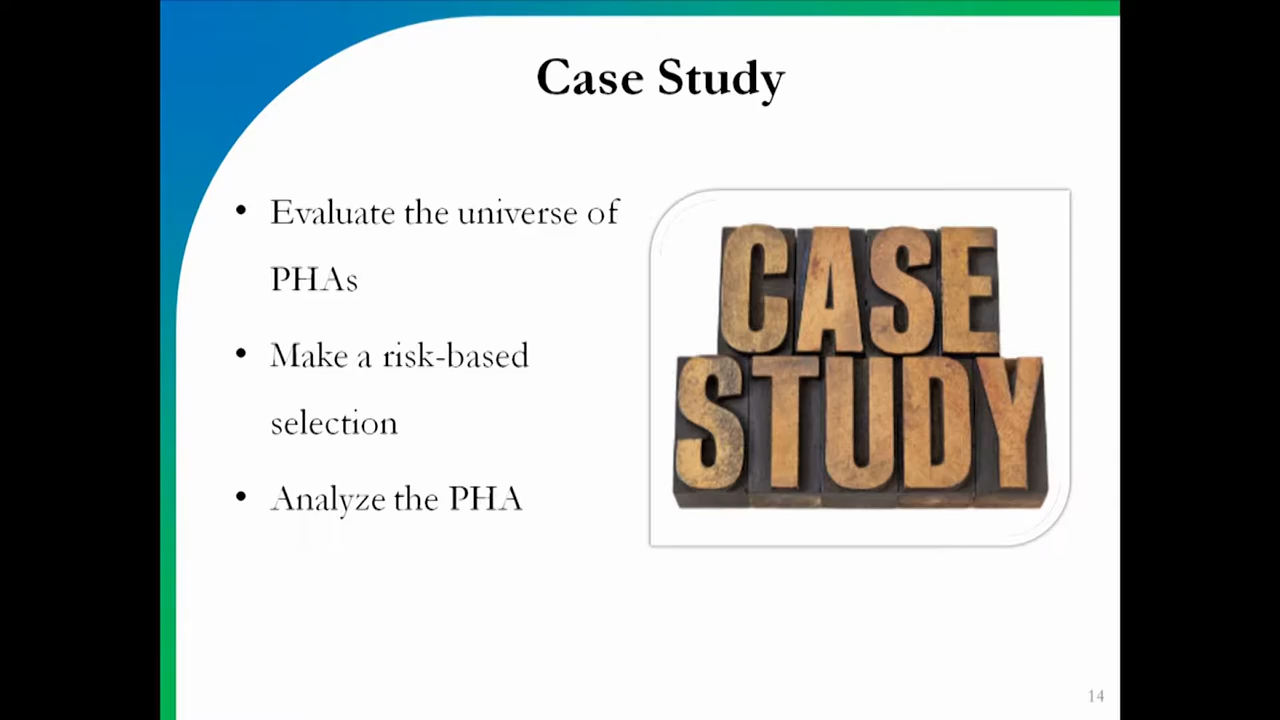 Case Study
• Evaluate the universe of
PHAs
• Make a risk-based
selection
• Analyze the PHA
CASE
STUDY
14